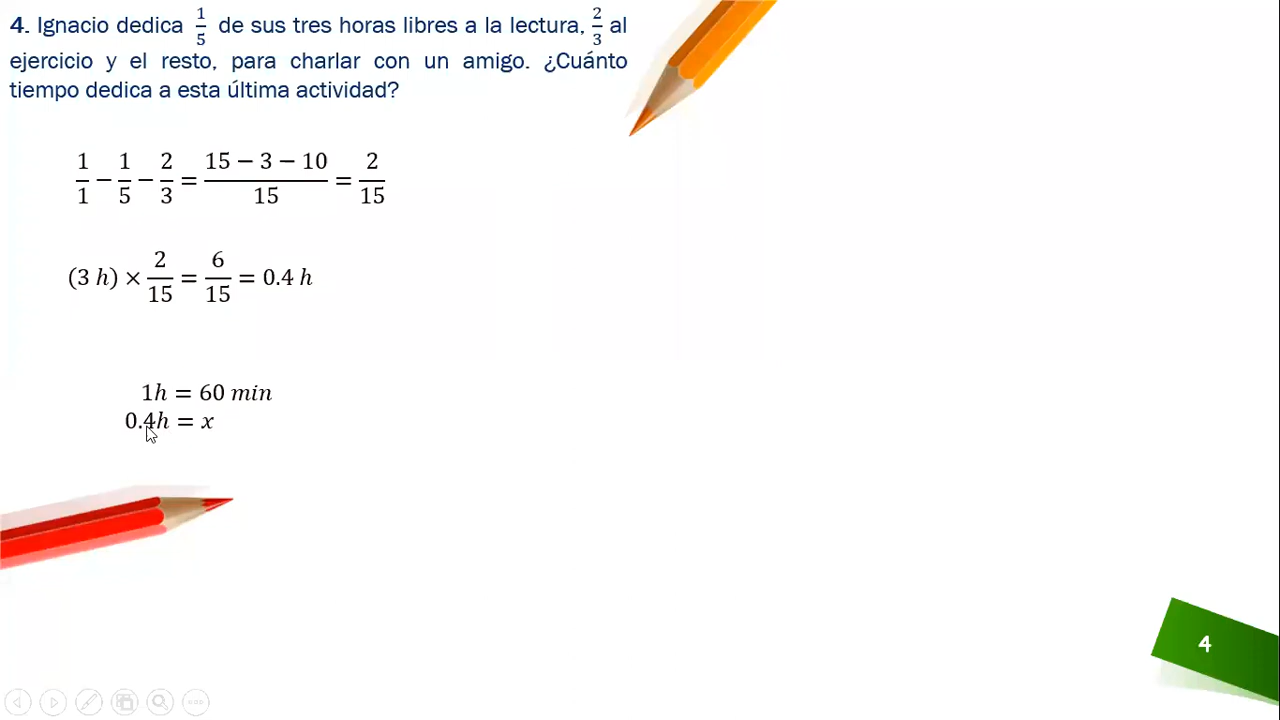 4. Ignacio dedica 1/5 de sus tres horas libres a la lectura, 2/3 al
ejercicio y el resto, para charlar con un amigo. ¿Cuánto
tiempo dedica a esta última actividad?
1/1 − 1/5 − 2/3 = (15 − 3 − 10)/15 = 2/15
(3 h) × 2/15 = 6/15 = 0.4 h
1h = 60 min
0.4h = x
4